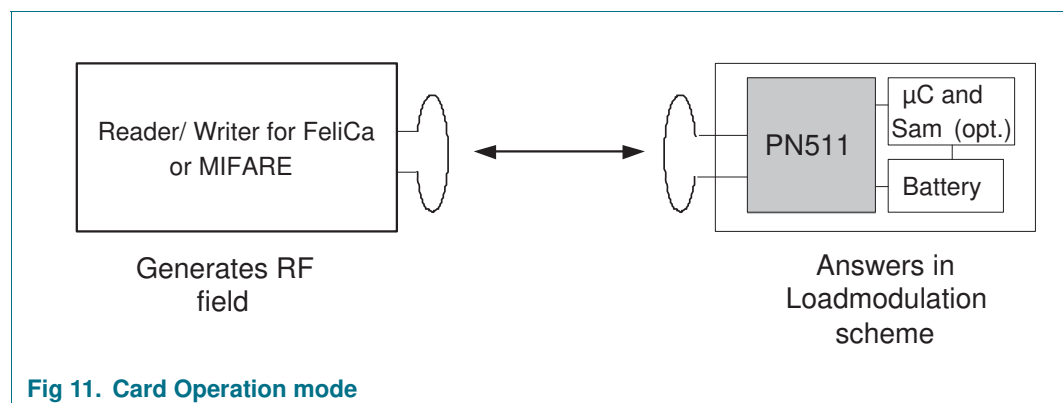 Reader/ Writer for FeliCa
or MIFARE
Generates RF
field
PN511
µC and
Sam (opt.)
Battery
Answers in
Loadmodulation
scheme
Fig 11. Card Operation mode